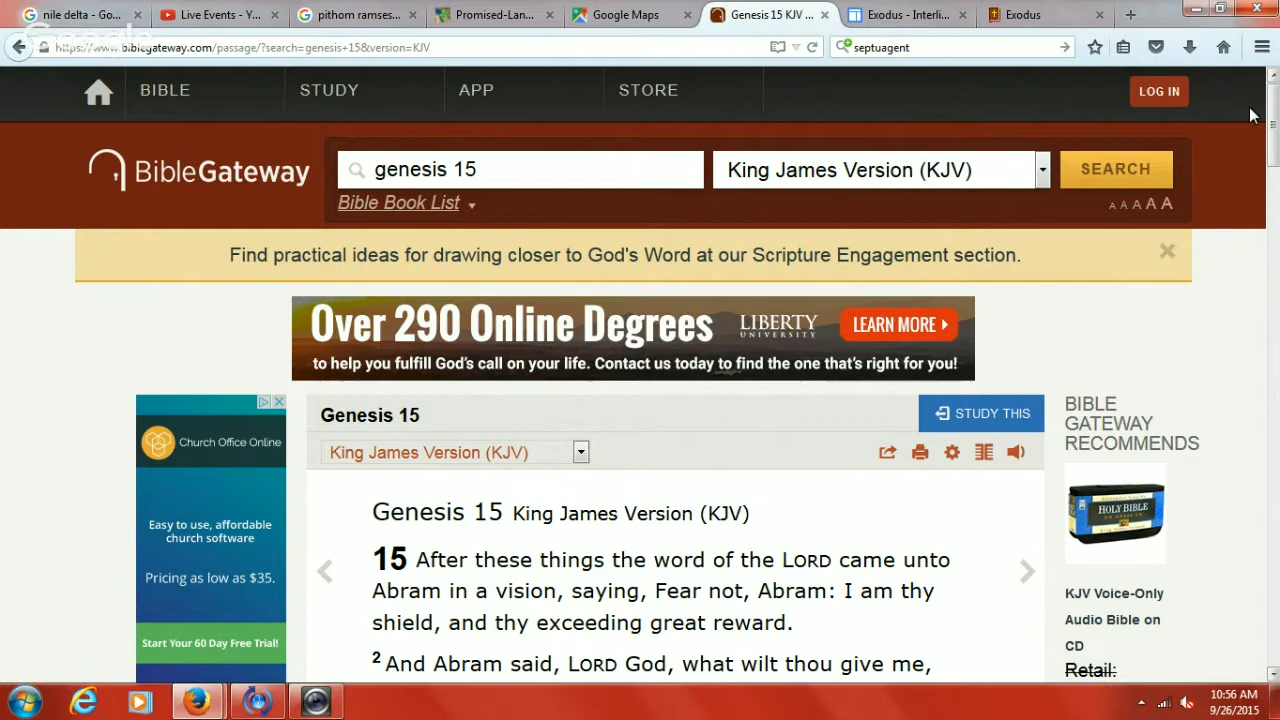 nile delta - Go...
Live Events - Y...
pithom ramses...
Promised-Lan...
Google Maps
Genesis 15 KJV ...
Exodus - Interli...
Exodus
Google
https://www.biblegateway.com/passage/?search=genesis+15&version=KJV
septuagent
BIBLE
STUDY
APP
STORE
LOG IN
BibleGateway
genesis 15
King James Version (KJV)
SEARCH
Bible Book List
A A A A A
Find practical ideas for drawing closer to God's Word at our Scripture Engagement section.
Over 290 Online Degrees
LIBERTY
UNIVERSITY
LEARN MORE
to help you fulfill God's call on your life. Contact us today to find the one that's right for you!
Church Office Online
Easy to use, affordable
church software
Pricing as low as $35.
Start Your 60 Day Free Trial!
Genesis 15
STUDY THIS
King James Version (KJV)
Genesis 15 King James Version (KJV)
15 After these things the word of the LORD came unto
Abram in a vision, saying, Fear not, Abram: I am thy
shield, and thy exceeding great reward.
2 And Abram said, LORD God, what wilt thou give me,
BIBLE
GATEWAY
RECOMMENDS
HOLY BIBLE
KJV Voice-Only
Audio Bible on
CD
Retail:
10:56 AM
9/26/2015